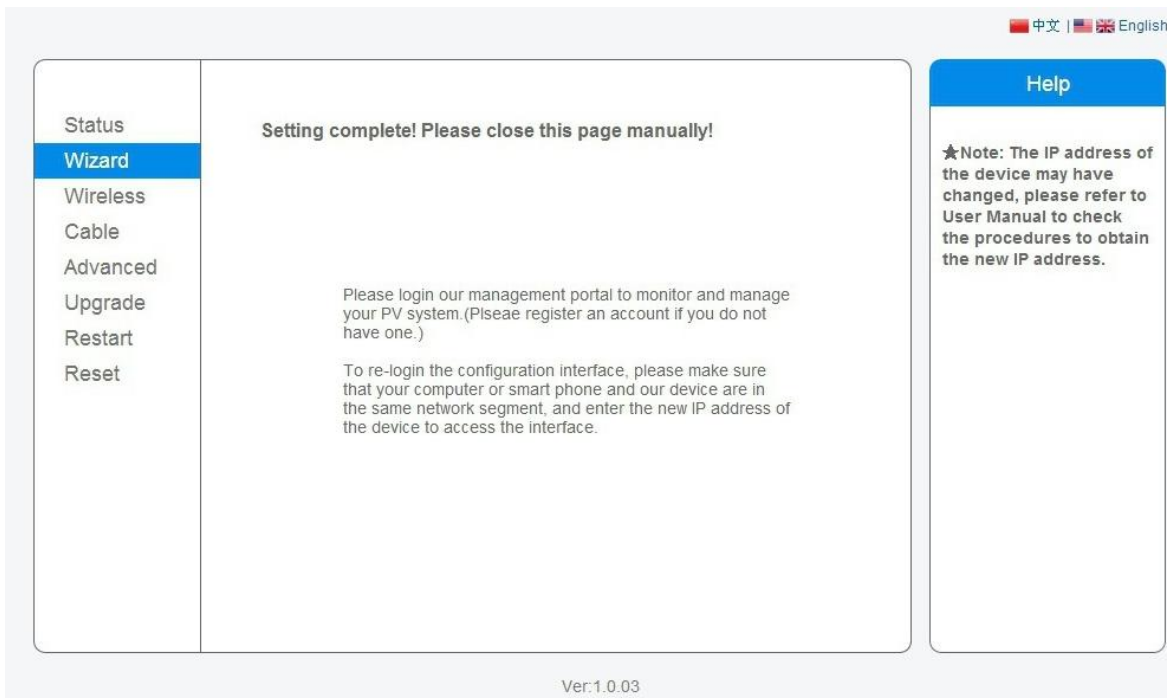 中文 | English
Status
Wizard
Wireless
Cable
Advanced
Upgrade
Restart
Reset
Setting complete! Please close this page manually!
Please login our management portal to monitor and manage
your PV system.(Plseae register an account if you do not
have one.)
To re-login the configuration interface, please make sure
that your computer or smart phone and our device are in
the same network segment, and enter the new IP address of
the device to access the interface.
Help
★Note: The IP address of
the device may have
changed, please refer to
User Manual to check
the procedures to obtain
the new IP address.
Ver:1.0.03